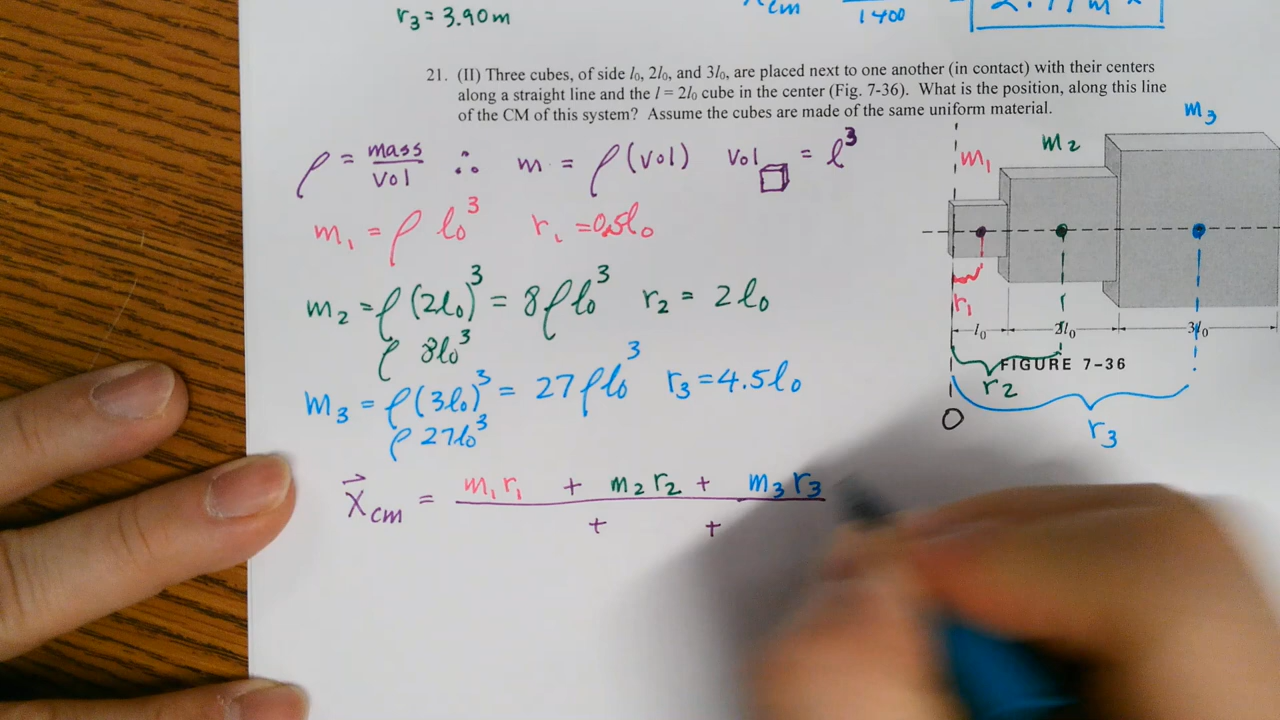 r₃ = 3.90 m
x cm
1400
21. (II) Three cubes, of side l₀, 2l₀, and 3l₀, are placed next to one another (in contact) with their centers
along a straight line and the l = 2l₀ cube in the center (Fig. 7-36). What is the position, along this line
of the CM of this system? Assume the cubes are made of the same uniform material.
ρ = mass/vol ∴ m = ρ(vol) vol = l³
m₁ = ρ l₀³ r₁ = 0.5l₀
m₂ = ρ(2l₀)³ = 8ρl₀³ r₂ = 2l₀
ρ 8l₀³
m₃ = ρ(3l₀)³ = 27ρl₀³ r₃ = 4.5l₀
ρ 27l₀³
x⃗cm = m₁r₁ + m₂r₂ + m₃r₃
+ +
m₃
m₂
m₁
r₁
l₀ 2l₀ 3l₀
FIGURE 7-36
r₂
O
r₃